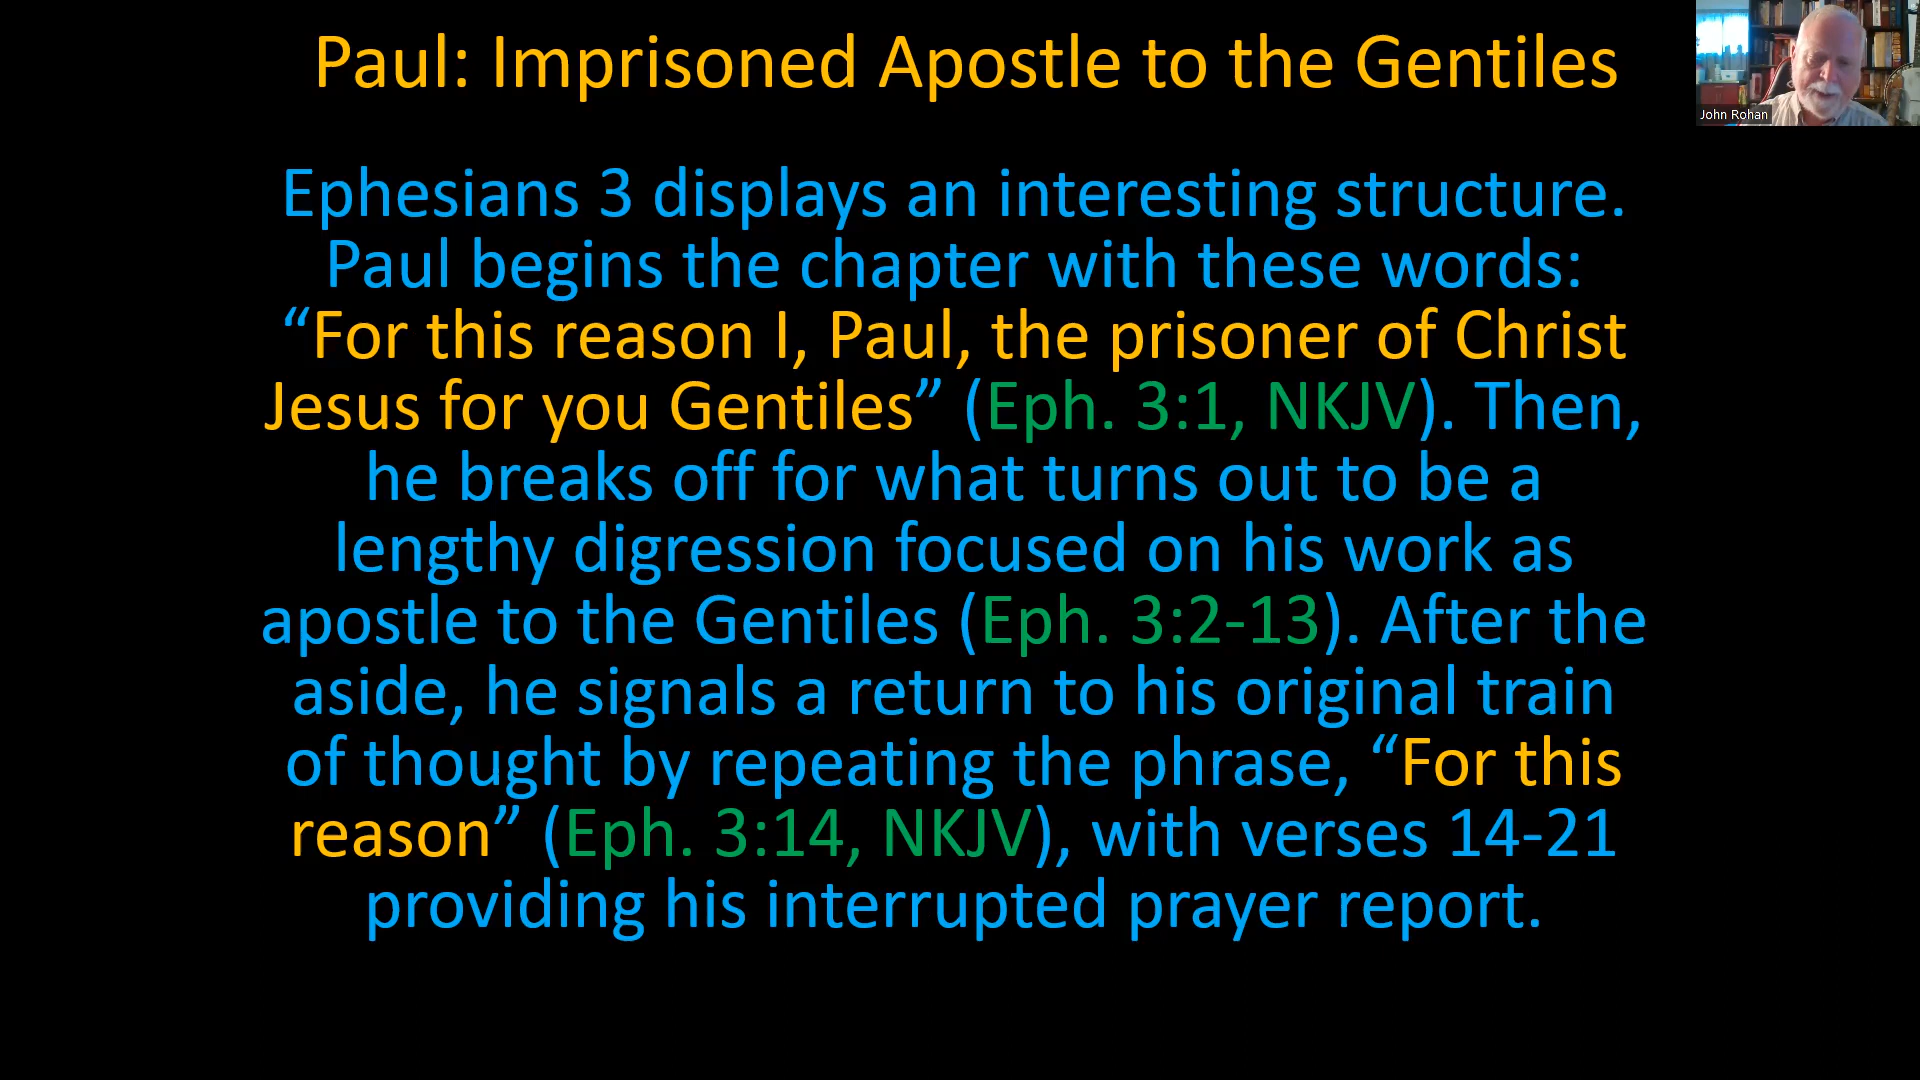 Paul: Imprisoned Apostle to the Gentiles
John Rohan
Ephesians 3 displays an interesting structure.
Paul begins the chapter with these words:
“For this reason I, Paul, the prisoner of Christ
Jesus for you Gentiles” (Eph. 3:1, NKJV). Then,
he breaks off for what turns out to be a
lengthy digression focused on his work as
apostle to the Gentiles (Eph. 3:2-13). After the
aside, he signals a return to his original train
of thought by repeating the phrase, “For this
reason” (Eph. 3:14, NKJV), with verses 14-21
providing his interrupted prayer report.